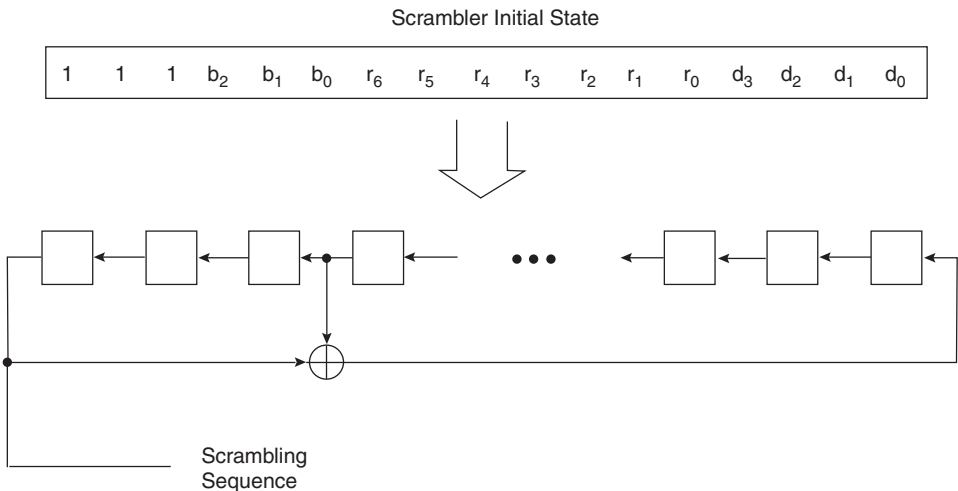 Scrambler Initial State
1 1 1 b₂ b₁ b₀ r₆ r₅ r₄ r₃ r₂ r₁ r₀ d₃ d₂ d₁ d₀
Scrambling
Sequence